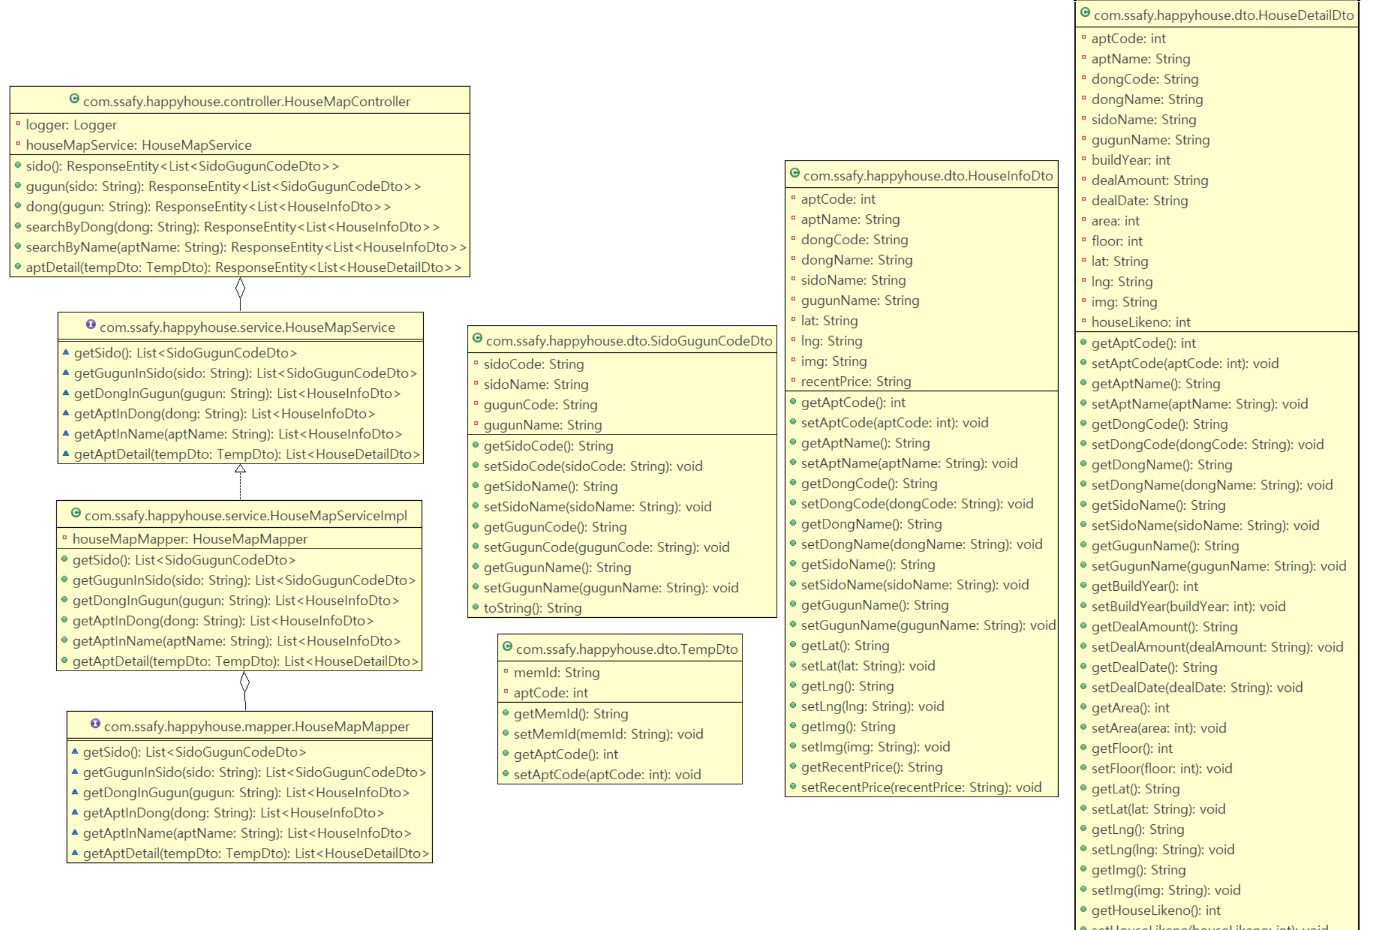 com.ssafy.happyhouse.controller.HouseMapController
logger: Logger
houseMapService: HouseMapService
sido(): ResponseEntity<List<SidoGugunCodeDto>>
gugun(sido: String): ResponseEntity<List<SidoGugunCodeDto>>
dong(gugun: String): ResponseEntity<List<HouseInfoDto>>
searchByDong(dong: String): ResponseEntity<List<HouseInfoDto>>
searchByName(aptName: String): ResponseEntity<List<HouseInfoDto>>
aptDetail(tempDto: TempDto): ResponseEntity<List<HouseDetailDto>>
com.ssafy.happyhouse.service.HouseMapService
getSido(): List<SidoGugunCodeDto>
getGugunInSido(sido: String): List<SidoGugunCodeDto>
getDongInGugun(gugun: String): List<HouseInfoDto>
getAptInDong(dong: String): List<HouseInfoDto>
getAptInName(aptName: String): List<HouseInfoDto>
getAptDetail(tempDto: TempDto): List<HouseDetailDto>
com.ssafy.happyhouse.service.HouseMapServiceImpl
houseMapMapper: HouseMapMapper
getSido(): List<SidoGugunCodeDto>
getGugunInSido(sido: String): List<SidoGugunCodeDto>
getDongInGugun(gugun: String): List<HouseInfoDto>
getAptInDong(dong: String): List<HouseInfoDto>
getAptInName(aptName: String): List<HouseInfoDto>
getAptDetail(tempDto: TempDto): List<HouseDetailDto>
com.ssafy.happyhouse.mapper.HouseMapMapper
getSido(): List<SidoGugunCodeDto>
getGugunInSido(sido: String): List<SidoGugunCodeDto>
getDongInGugun(gugun: String): List<HouseInfoDto>
getAptInDong(dong: String): List<HouseInfoDto>
getAptInName(aptName: String): List<HouseInfoDto>
getAptDetail(tempDto: TempDto): List<HouseDetailDto>
com.ssafy.happyhouse.dto.SidoGugunCodeDto
sidoCode: String
sidoName: String
gugunCode: String
gugunName: String
getSidoCode(): String
setSidoCode(sidoCode: String): void
getSidoName(): String
setSidoName(sidoName: String): void
getGugunCode(): String
setGugunCode(gugunCode: String): void
getGugunName(): String
setGugunName(gugunName: String): void
toString(): String
com.ssafy.happyhouse.dto.TempDto
memId: String
aptCode: int
getMemId(): String
setMemId(memId: String): void
getAptCode(): int
setAptCode(aptCode: int): void
com.ssafy.happyhouse.dto.HouseInfoDto
aptCode: int
aptName: String
dongCode: String
dongName: String
sidoName: String
gugunName: String
lat: String
lng: String
img: String
recentPrice: String
getAptCode(): int
setAptCode(aptCode: int): void
getAptName(): String
setAptName(aptName: String): void
getDongCode(): String
setDongCode(dongCode: String): void
getDongName(): String
setDongName(dongName: String): void
getSidoName(): String
setSidoName(sidoName: String): void
getGugunName(): String
setGugunName(gugunName: String): void
getLat(): String
setLat(lat: String): void
getLng(): String
setLng(lng: String): void
getImg(): String
setImg(img: String): void
getRecentPrice(): String
setRecentPrice(recentPrice: String): void
com.ssafy.happyhouse.dto.HouseDetailDto
aptCode: int
aptName: String
dongCode: String
dongName: String
sidoName: String
gugunName: String
buildYear: int
dealAmount: String
dealDate: String
area: int
floor: int
lat: String
lng: String
img: String
houseLikeno: int
getAptCode(): int
setAptCode(aptCode: int): void
getAptName(): String
setAptName(aptName: String): void
getDongCode(): String
setDongCode(dongCode: String): void
getDongName(): String
setDongName(dongName: String): void
getSidoName(): String
setSidoName(sidoName: String): void
getGugunName(): String
setGugunName(gugunName: String): void
getBuildYear(): int
setBuildYear(buildYear: int): void
getDealAmount(): String
setDealAmount(dealAmount: String): void
getDealDate(): String
setDealDate(dealDate: String): void
getArea(): int
setArea(area: int): void
getFloor(): int
setFloor(floor: int): void
getLat(): String
setLat(lat: String): void
getLng(): String
setLng(lng: String): void
getImg(): String
setImg(img: String): void
getHouseLikeno(): int
setHouseLikeno(houseLikeno: int): void